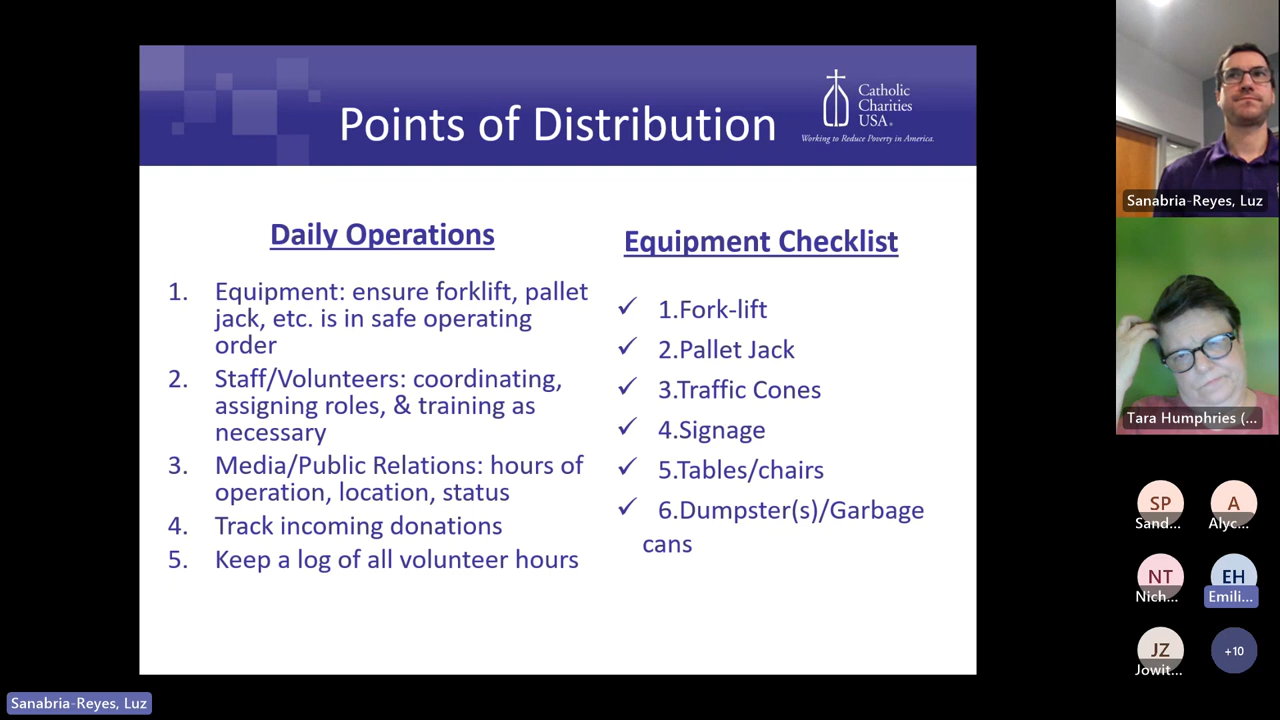 Points of Distribution
Catholic
Charities
USA®
Working to Reduce Poverty in America.
Daily Operations
1. Equipment: ensure forklift, pallet
jack, etc. is in safe operating
order
2. Staff/Volunteers: coordinating,
assigning roles, & training as
necessary
3. Media/Public Relations: hours of
operation, location, status
4. Track incoming donations
5. Keep a log of all volunteer hours
Equipment Checklist
✓ 1.Fork-lift
✓ 2.Pallet Jack
✓ 3.Traffic Cones
✓ 4.Signage
✓ 5.Tables/chairs
✓ 6.Dumpster(s)/Garbage
cans
Sanabria-Reyes, Luz
Tara Humphries (...
SP
Sand...
A
Alyc...
NT
Nich...
EH
Emili...
JZ
Jowit...
+10
Sanabria-Reyes, Luz